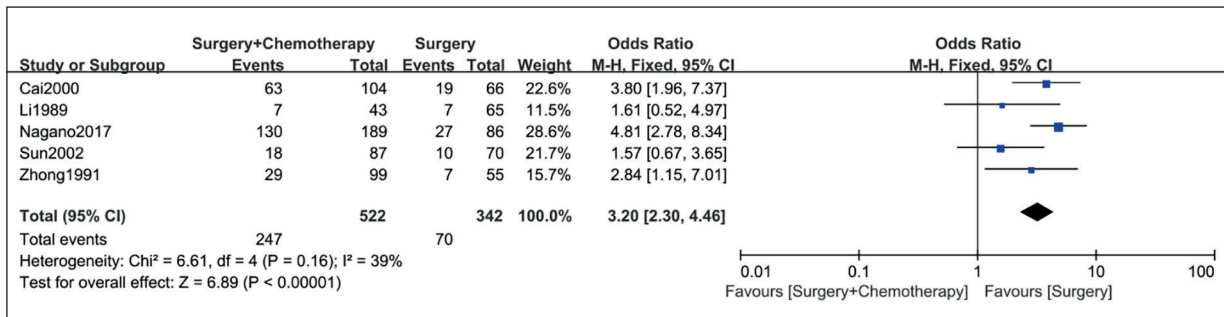 Surgery+Chemotherapy Surgery Odds Ratio Odds Ratio
Study or Subgroup Events Total Events Total Weight M-H, Fixed, 95% CI M-H, Fixed, 95% CI
Cai2000 63 104 19 66 22.6% 3.80 [1.96, 7.37]
Li1989 7 43 7 65 11.5% 1.61 [0.52, 4.97]
Nagano2017 130 189 27 86 28.6% 4.81 [2.78, 8.34]
Sun2002 18 87 10 70 21.7% 1.57 [0.67, 3.65]
Zhong1991 29 99 7 55 15.7% 2.84 [1.15, 7.01]
Total (95% CI) 522 342 100.0% 3.20 [2.30, 4.46]
Total events 247 70
Heterogeneity: Chi² = 6.61, df = 4 (P = 0.16); I² = 39%
Test for overall effect: Z = 6.89 (P < 0.00001)
0.01 0.1 1 10 100
Favours [Surgery+Chemotherapy] Favours [Surgery]